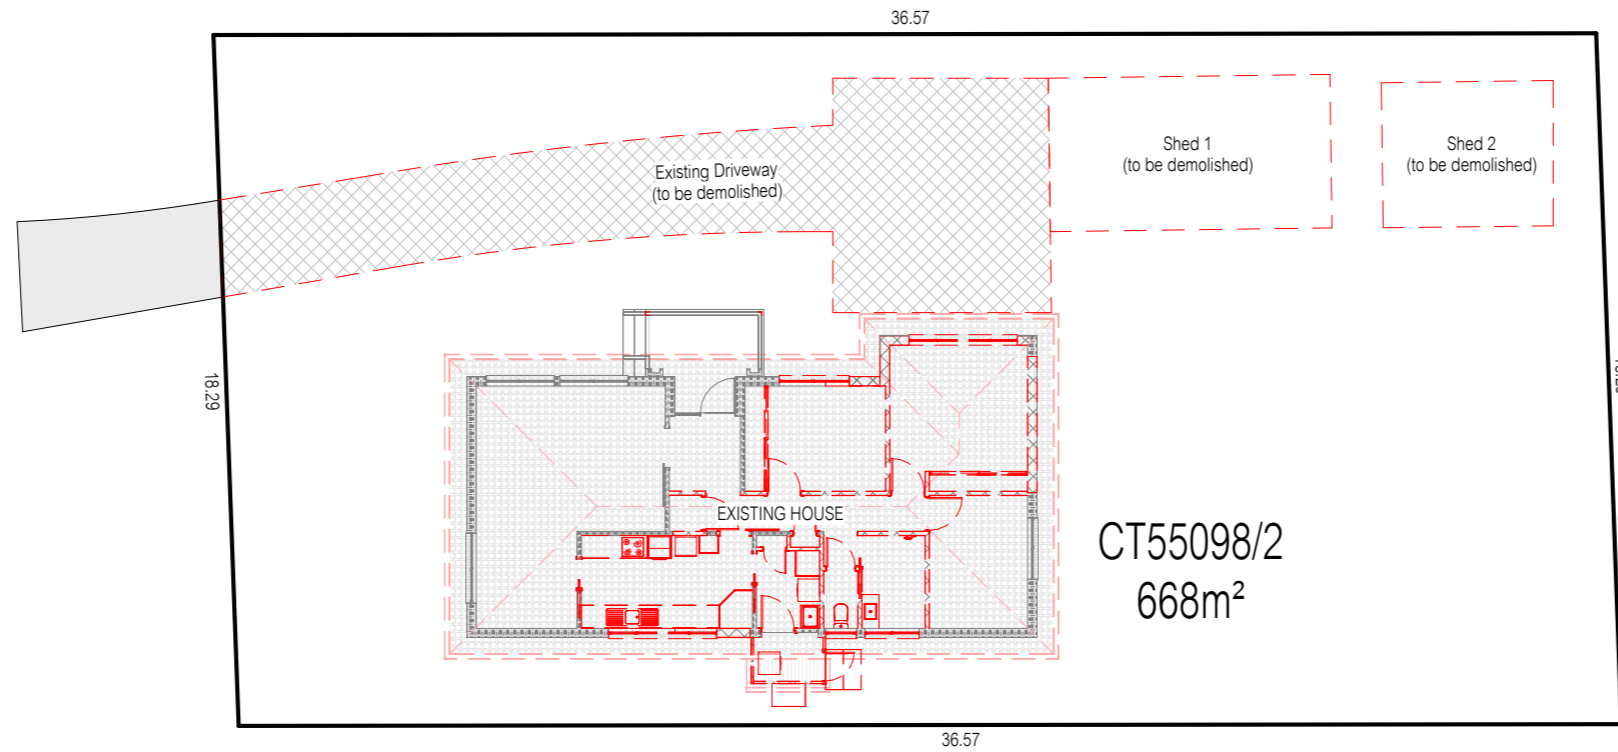 36.57
Shed 1
(to be demolished)
Shed 2
(to be demolished)
Existing Driveway
(to be demolished)
18.29
EXISTING HOUSE
CT55098/2
668m²
36.57